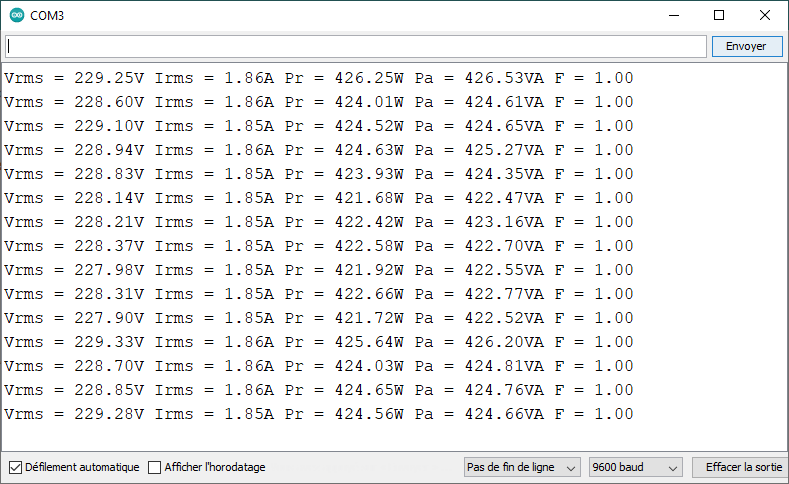 COM3
Envoyer
Vrms = 229.25V Irms = 1.86A Pr = 426.25W Pa = 426.53VA F = 1.00
Vrms = 228.60V Irms = 1.86A Pr = 424.01W Pa = 424.61VA F = 1.00
Vrms = 229.10V Irms = 1.85A Pr = 424.52W Pa = 424.65VA F = 1.00
Vrms = 228.94V Irms = 1.86A Pr = 424.63W Pa = 425.27VA F = 1.00
Vrms = 228.83V Irms = 1.85A Pr = 423.93W Pa = 424.35VA F = 1.00
Vrms = 228.14V Irms = 1.85A Pr = 421.68W Pa = 422.47VA F = 1.00
Vrms = 228.21V Irms = 1.85A Pr = 422.42W Pa = 423.16VA F = 1.00
Vrms = 228.37V Irms = 1.85A Pr = 422.58W Pa = 422.70VA F = 1.00
Vrms = 227.98V Irms = 1.85A Pr = 421.92W Pa = 422.55VA F = 1.00
Vrms = 228.31V Irms = 1.85A Pr = 422.66W Pa = 422.77VA F = 1.00
Vrms = 227.90V Irms = 1.85A Pr = 421.72W Pa = 422.52VA F = 1.00
Vrms = 229.33V Irms = 1.86A Pr = 425.64W Pa = 426.20VA F = 1.00
Vrms = 228.70V Irms = 1.86A Pr = 424.03W Pa = 424.81VA F = 1.00
Vrms = 228.85V Irms = 1.86A Pr = 424.65W Pa = 424.76VA F = 1.00
Vrms = 229.28V Irms = 1.85A Pr = 424.56W Pa = 424.66VA F = 1.00
Défilement automatique Afficher l'horodatage Pas de fin de ligne 9600 baud Effacer la sortie